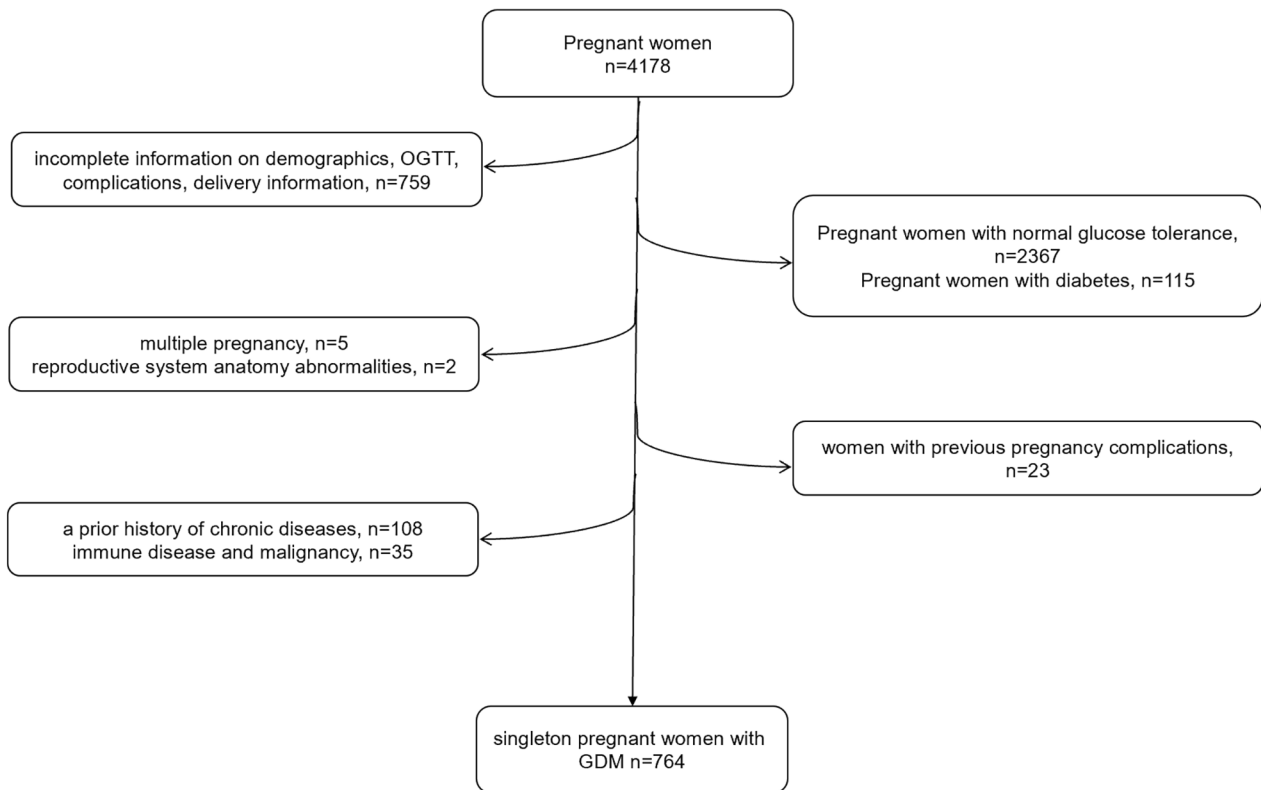 Pregnant women
n=4178
incomplete information on demographics, OGTT,
complications, delivery information, n=759
Pregnant women with normal glucose tolerance,
n=2367
Pregnant women with diabetes, n=115
multiple pregnancy, n=5
reproductive system anatomy abnormalities, n=2
women with previous pregnancy complications,
n=23
a prior history of chronic diseases, n=108
immune disease and malignancy, n=35
singleton pregnant women with
GDM n=764